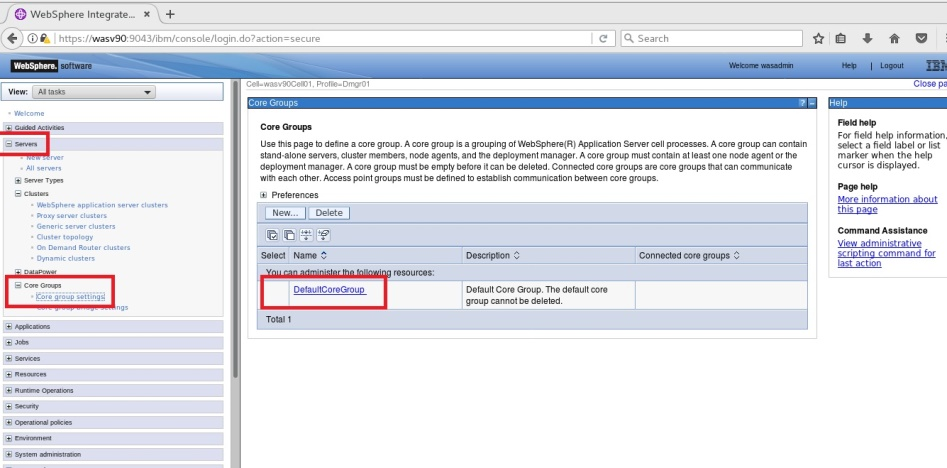 WebSphere Integrate... × +
https://wasv90:9043/ibm/console/login.do?action=secure
Search
WebSphere. software
Welcome wasadmin
Help | Logout
IBM
View: All tasks
Cell=wasv90Cell01, Profile=Dmgr01
Close pa
Welcome
Guided Activities
Servers
New server
All servers
Server Types
Clusters
WebSphere application server clusters
Proxy server clusters
Generic server clusters
Cluster topology
On Demand Router clusters
Dynamic clusters
DataPower
Core Groups
Core group settings
Core group bridge settings
Applications
Jobs
Services
Resources
Runtime Operations
Security
Operational policies
Environment
System administration
Core Groups
? –
Core Groups
Use this page to define a core group. A core group is a grouping of WebSphere(R) Application Server cell processes. A core group can contain
stand-alone servers, cluster members, node agents, and the deployment manager. A core group must contain at least one node agent or the
deployment manager. A core group must be empty before it can be deleted. Connected core groups are core groups that can communicate
with each other. Access point groups must be defined to establish communication between core groups.
Preferences
New... Delete
Select Name Description Connected core groups
You can administer the following resources:
DefaultCoreGroup
Default Core Group. The default core
group cannot be deleted.
Total 1
Help
Field help
For field help information,
select a field label or list
marker when the help
cursor is displayed.
Page help
More information about
this page
Command Assistance
View administrative
scripting command for
last action